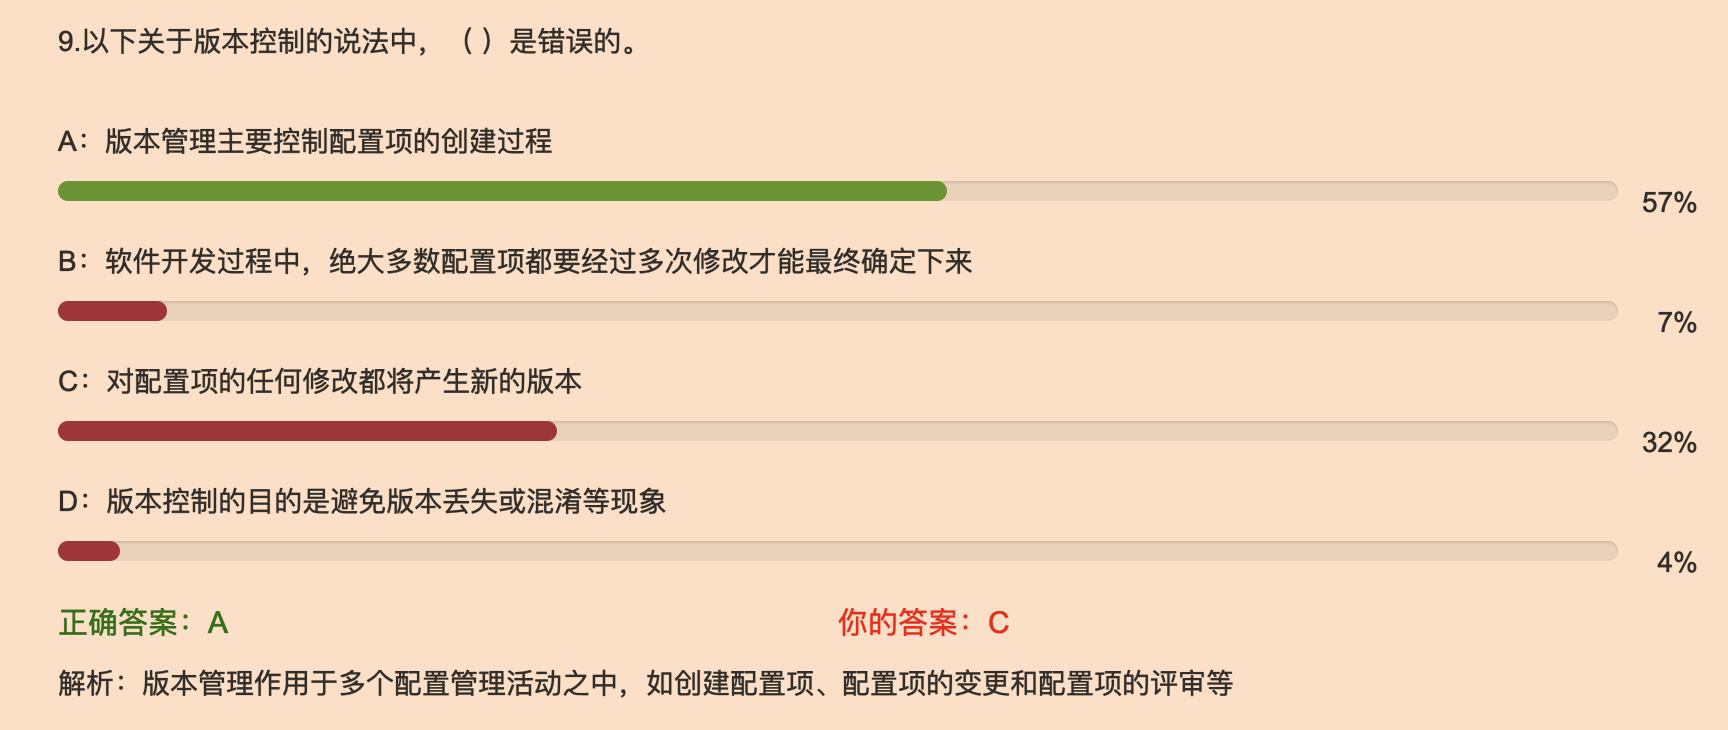 9.以下关于版本控制的说法中，（ ）是错误的。
A：版本管理主要控制配置项的创建过程
57%
B：软件开发过程中，绝大多数配置项都要经过多次修改才能最终确定下来
7%
C：对配置项的任何修改都将产生新的版本
32%
D：版本控制的目的是避免版本丢失或混淆等现象
4%
正确答案：A 你的答案：C
解析：版本管理作用于多个配置管理活动之中，如创建配置项、配置项的变更和配置项的评审等